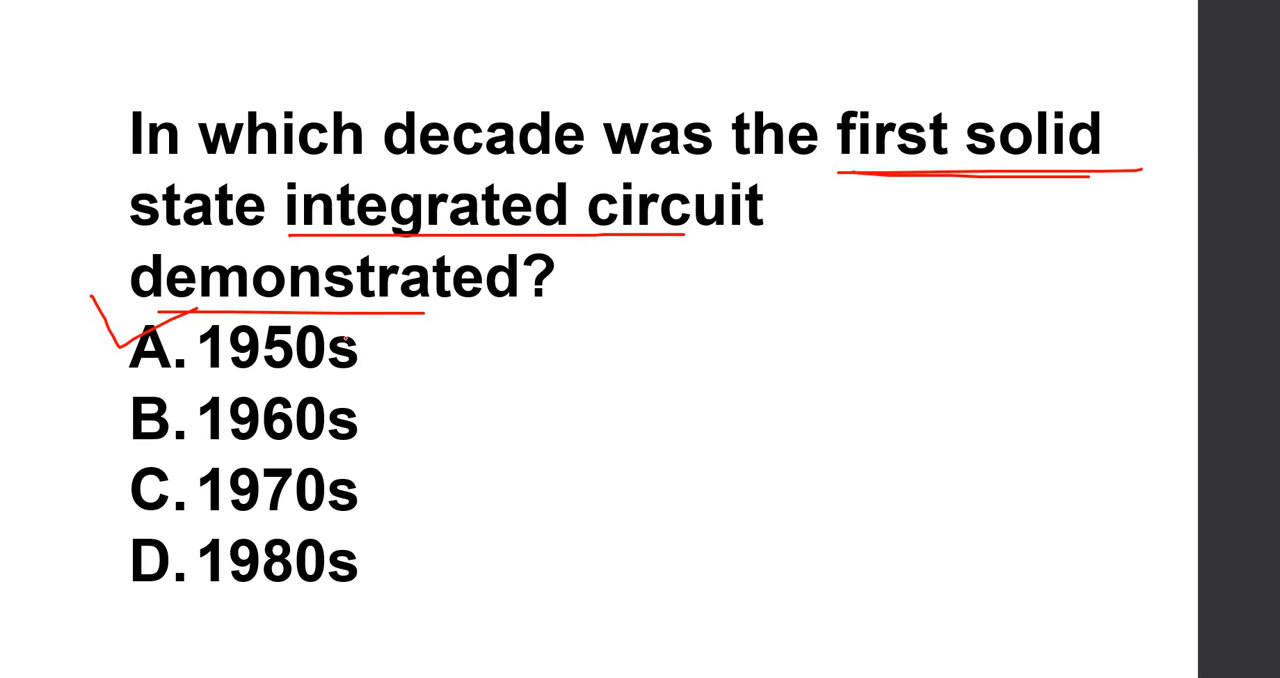 In which decade was the first solid
state integrated circuit
demonstrated?
A. 1950s
B. 1960s
C. 1970s
D. 1980s